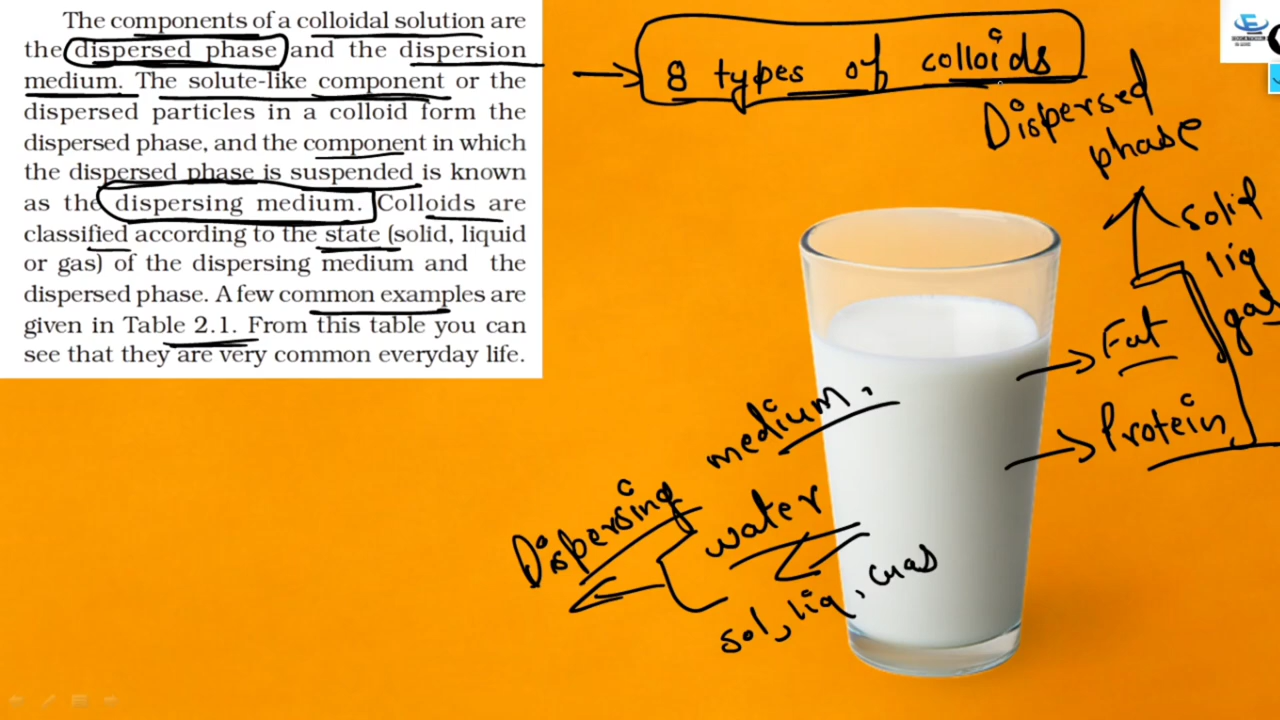 The components of a colloidal solution are
the dispersed phase and the dispersion
medium. The solute-like component or the
dispersed particles in a colloid form the
dispersed phase, and the component in which
the dispersed phase is suspended is known
as the dispersing medium. Colloids are
classified according to the state (solid, liquid
or gas) of the dispersing medium and the
dispersed phase. A few common examples are
given in Table 2.1. From this table you can
see that they are very common everyday life.
8 types of colloids
Dispersed
phase
solid
liq
gas
Fat
Protein
medium.
Dispersing
water
sol, liq, Gas